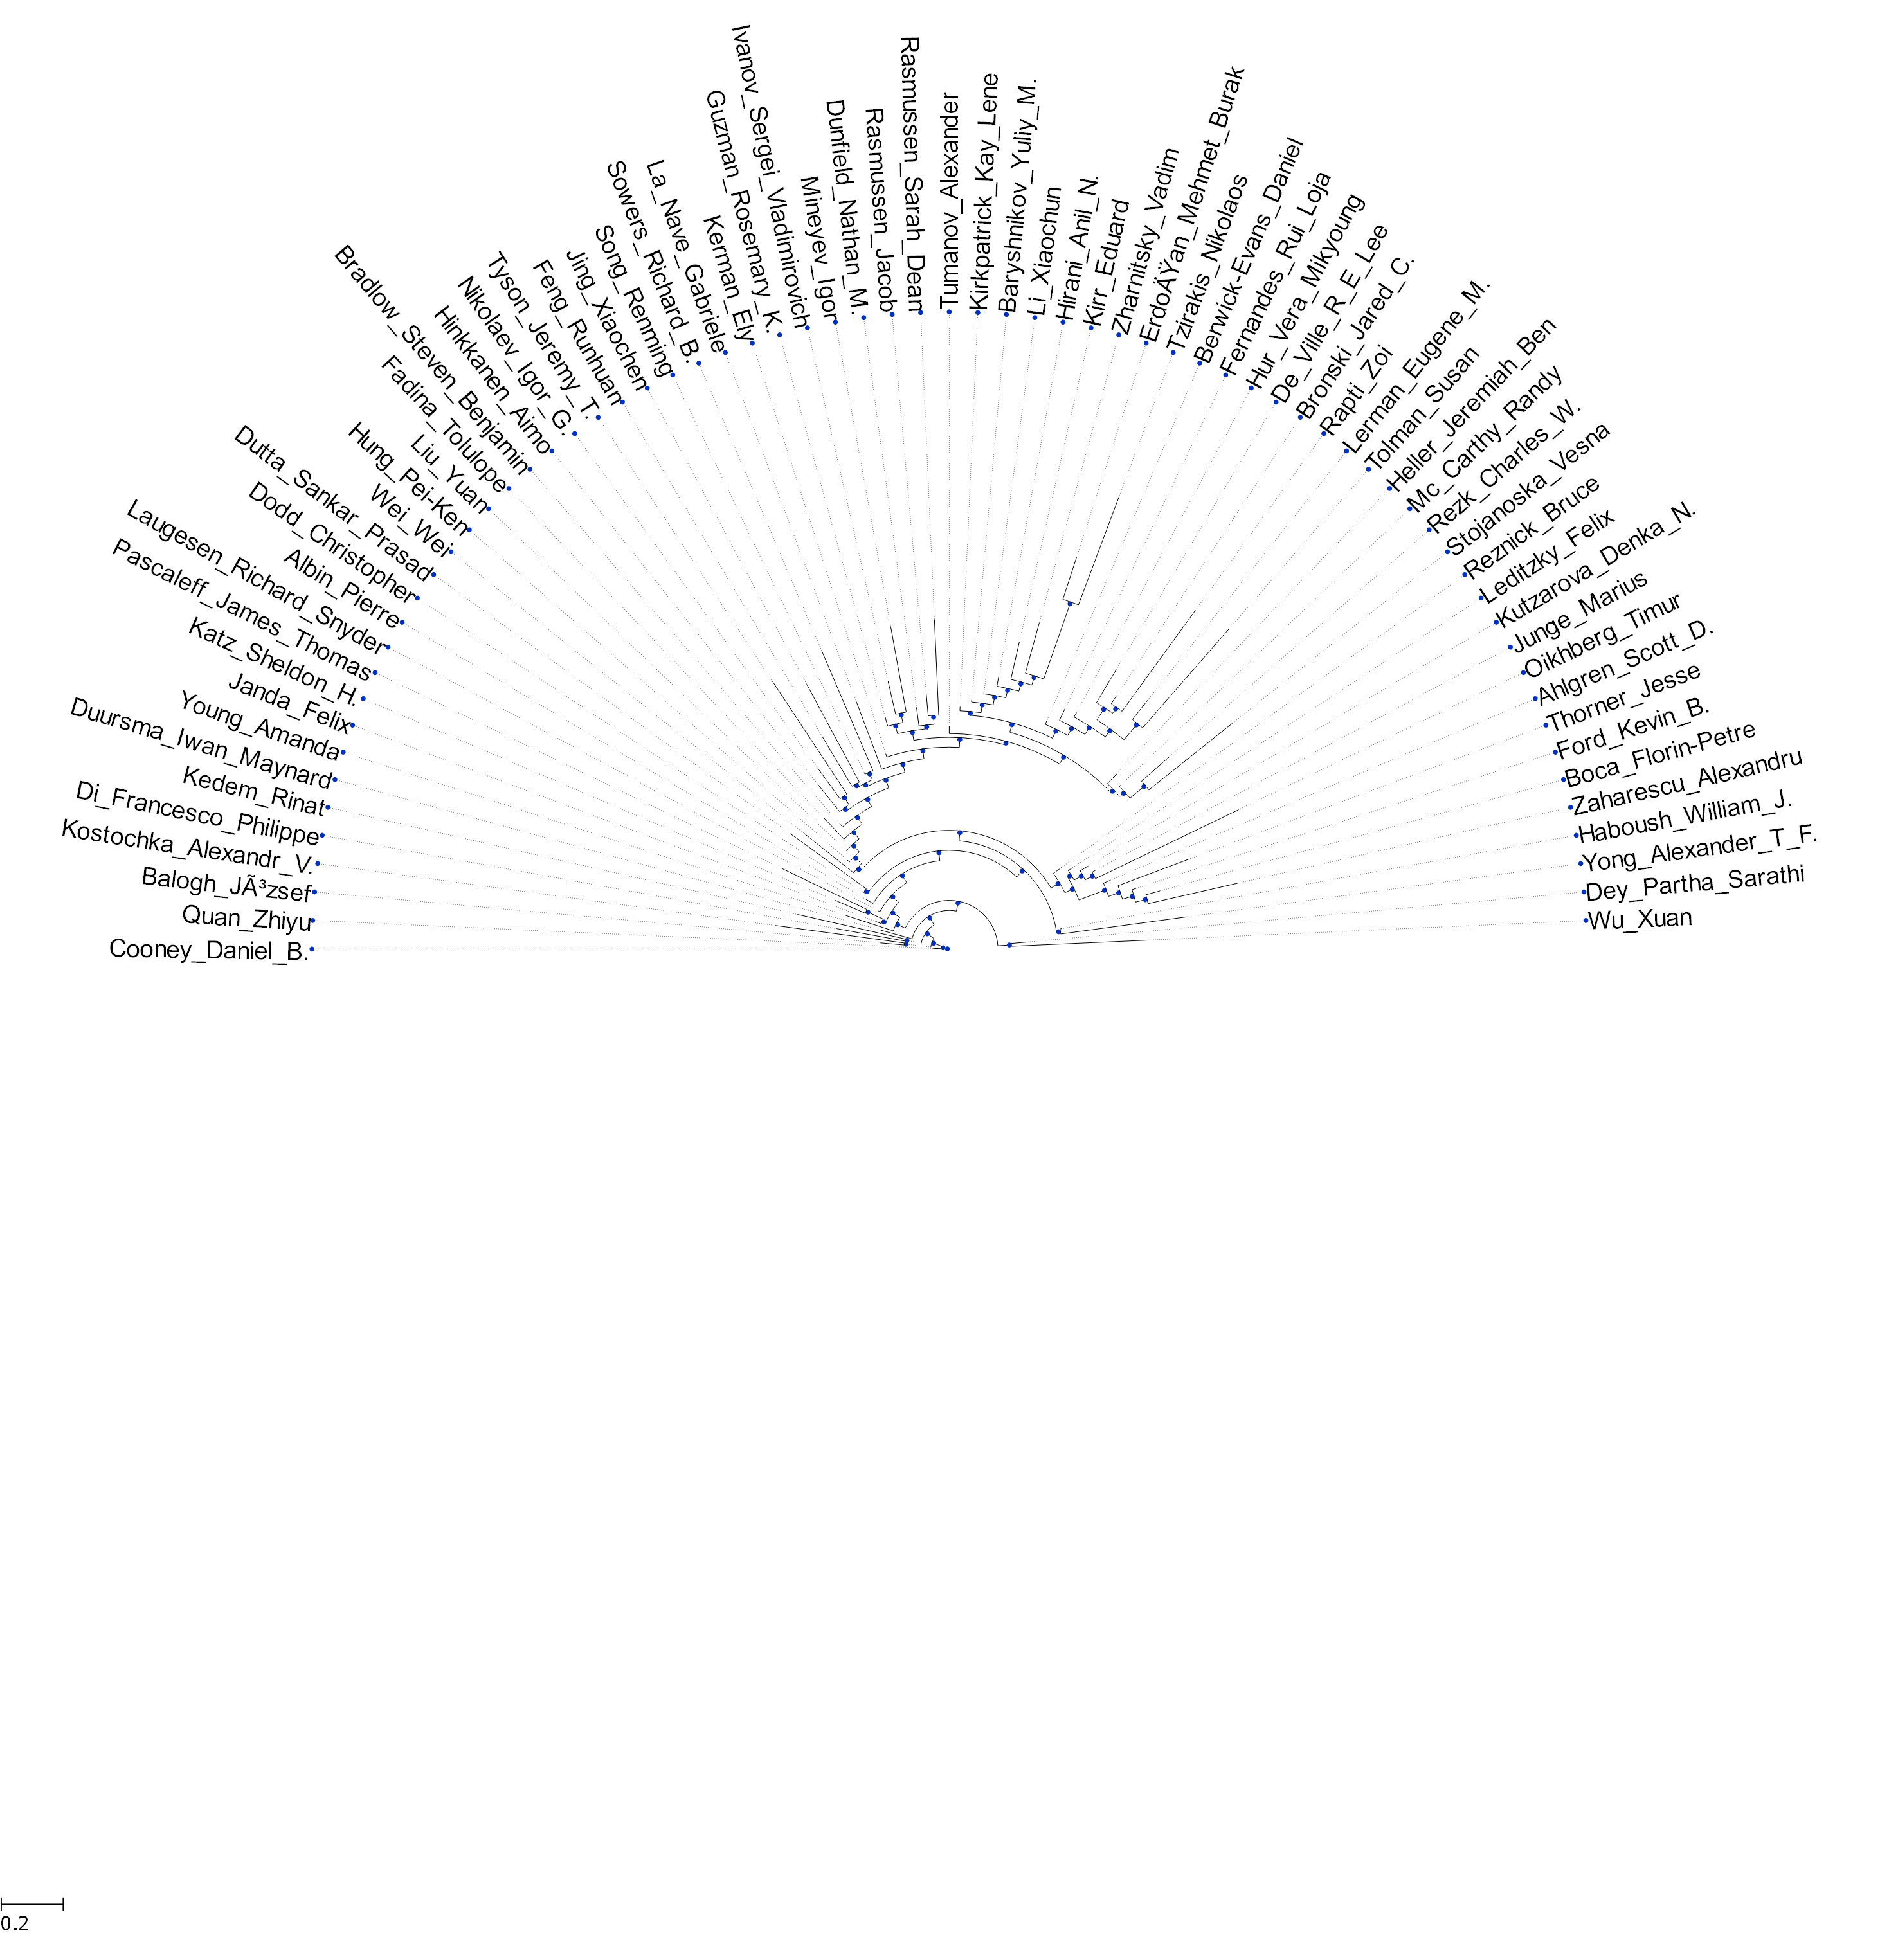 Cooney_Daniel_B.
Quan_Zhiyu
Balogh_JÃ³zsef
Kostochka_Alexandr_V.
Di_Francesco_Philippe
Kedem_Rinat
Duursma_Iwan_Maynard
Young_Amanda
Janda_Felix
Katz_Sheldon_H.
Pascaleff_James_Thomas
Laugesen_Richard_Snyder
Albin_Pierre
Dodd_Christopher
Dutta_Sankar_Prasad
Wei_Wei
Hung_Pei-Ken
Liu_Yuan
Fadina_Tolulope
Bradlow_Steven_Benjamin
Hinkkanen_Aimo
Nikolaev_Igor_G.
Tyson_Jeremy_T.
Feng_Runhuan
Jing_Xiaochen
Song_Renming
Sowers_Richard_B.
La_Nave_Gabriele
Kerman_Ely
Guzman_Rosemary_K.
Ivanov_Sergei_Vladimirovich
Mineyev_Igor
Dunfield_Nathan_M.
Rasmussen_Jacob
Rasmussen_Sarah_Dean
Tumanov_Alexander
Kirkpatrick_Kay_Lene
Baryshnikov_Yuliy_M.
Li_Xiaochun
Hirani_Anil_N.
Kirr_Eduard
Zharnitsky_Vadim
ErdoÄŸan_Mehmet_Burak
Tzirakis_Nikolaos
Berwick-Evans_Daniel
Fernandes_Rui_Loja
Hur_Vera_Mikyoung
De_Ville_R_E_Lee
Bronski_Jared_C.
Rapti_Zoi
Lerman_Eugene_M.
Tolman_Susan
Heller_Jeremiah_Ben
Mc_Carthy_Randy
Rezk_Charles_W.
Stojanoska_Vesna
Reznick_Bruce
Leditzky_Felix
Kutzarova_Denka_N.
Junge_Marius
Oikhberg_Timur
Ahlgren_Scott_D.
Thorner_Jesse
Ford_Kevin_B.
Boca_Florin-Petre
Zaharescu_Alexandru
Haboush_William_J.
Yong_Alexander_T_F.
Dey_Partha_Sarathi
Wu_Xuan
0.2